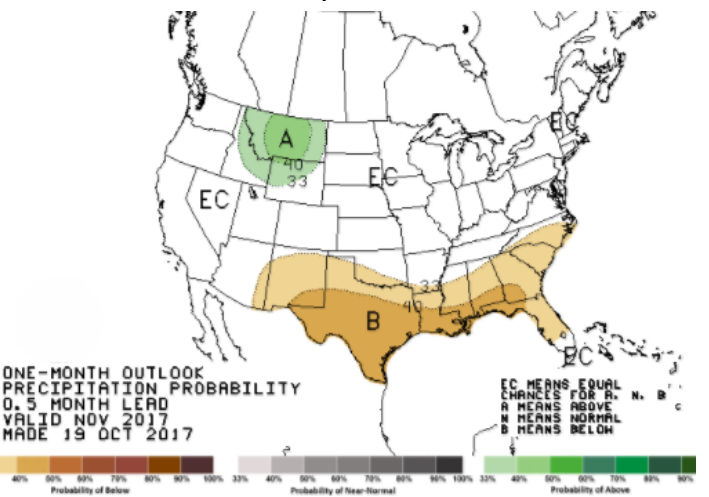 A
40
33
EC
EC
EC
33
40
B
EC
ONE-MONTH OUTLOOK
PRECIPITATION PROBABILITY
0.5 MONTH LEAD
VALID NOV 2017
MADE 19 OCT 2017
EC MEANS EQUAL
CHANCES FOR A, N, B
A MEANS ABOVE
N MEANS NORMAL
B MEANS BELOW
40% 50% 60% 70% 80% 90% 100% 40% 50% 60% 70% 80% 90% 100% 33% 40% 50% 60% 70% 80% 90%
Probability of Below Probability of Near-Normal Probability of Above